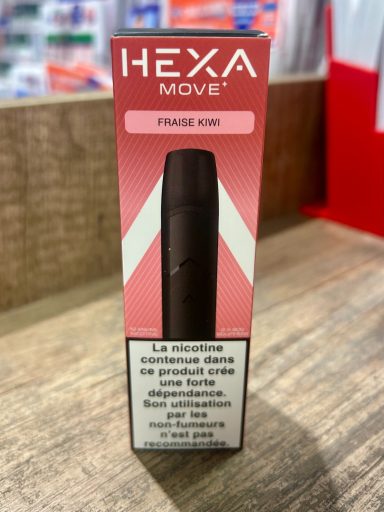 HEXA
MOVE+
FRAISE KIWI
La nicotine
contenue dans
ce produit crée
une forte
dépendance.
Son utilisation
par les
non-fumeurs
n'est pas
recommandée.